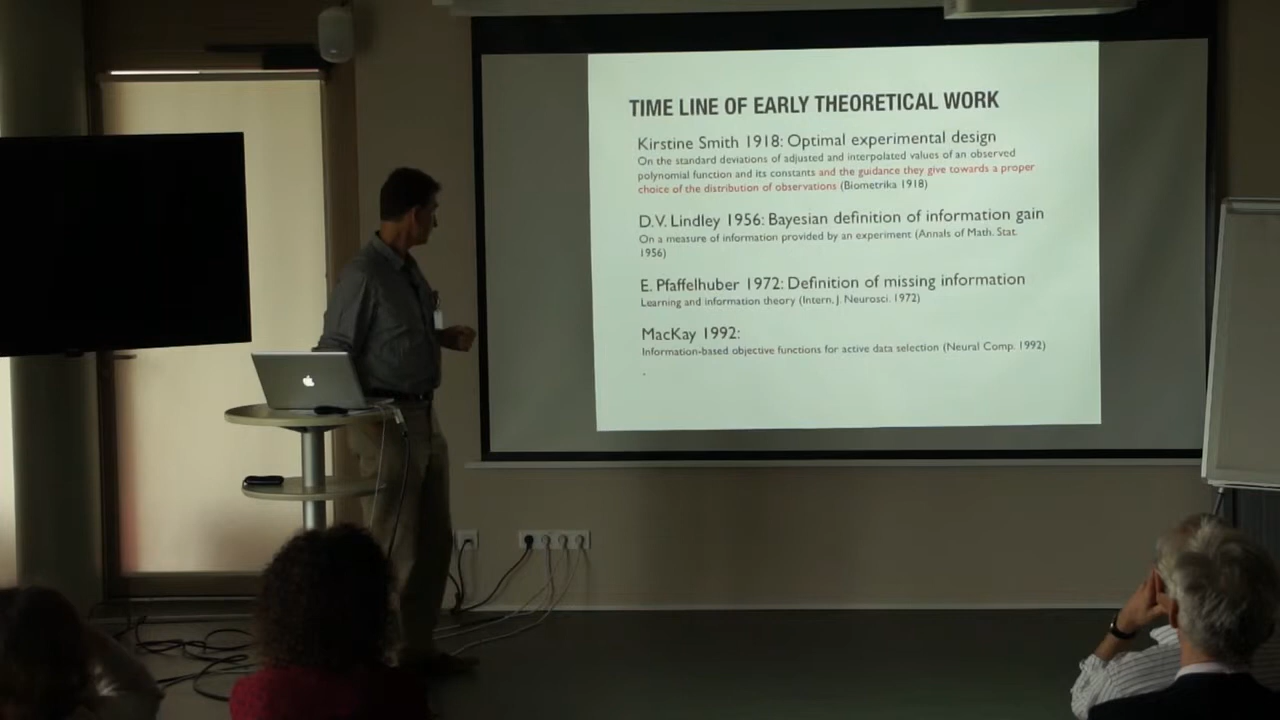 TIME LINE OF EARLY THEORETICAL WORK
Kirstine Smith 1918: Optimal experimental design
On the standard deviations of adjusted and interpolated values of an observed
polynomial function and its constants and the guidance they give towards a proper
choice of the distribution of observations (Biometrika 1918)
D.V. Lindley 1956: Bayesian definition of information gain
On a measure of information provided by an experiment (Annals of Math. Stat.
1956)
E. Pfaffelhuber 1972: Definition of missing information
Learning and information theory (Intern. J. Neurosci. 1972)
MacKay 1992:
Information-based objective functions for active data selection (Neural Comp. 1992)
.